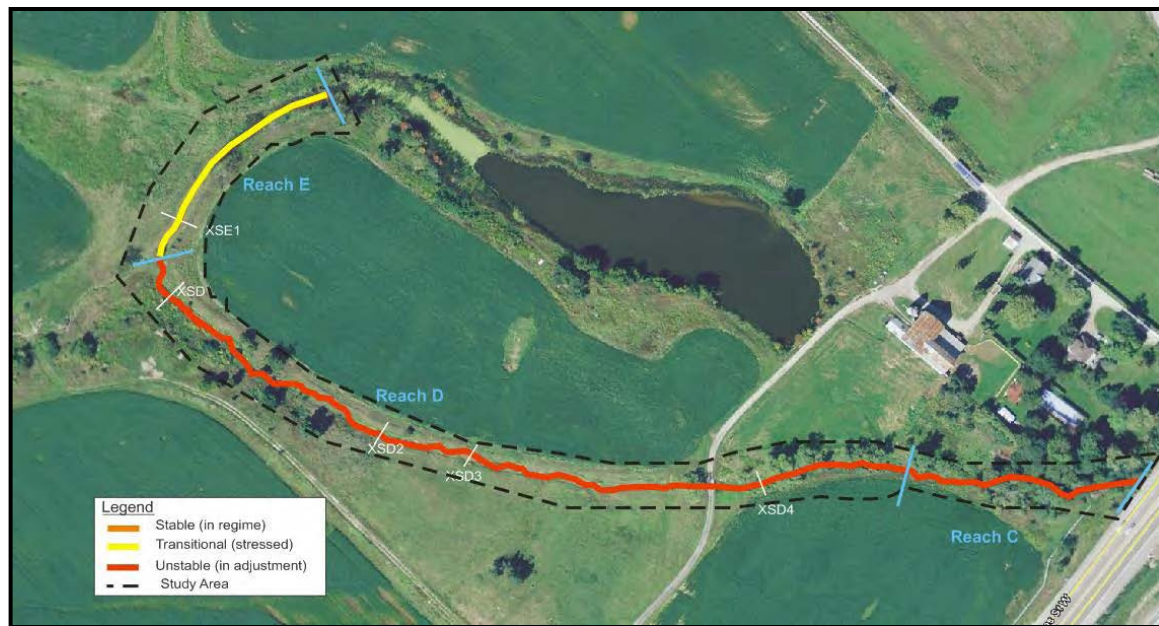 Reach E
XSE1
XSD
Reach D
XSD2
XSD3
XSD4
Reach C
Legend
Stable (in regime)
Transitional (stressed)
Unstable (in adjustment)
Study Area